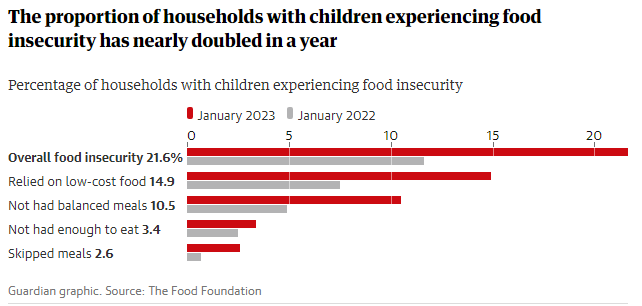 The proportion of households with children experiencing food
insecurity has nearly doubled in a year
Percentage of households with children experiencing food insecurity
January 2023 January 2022
0 5 10 15 20
Overall food insecurity 21.6%
Relied on low-cost food 14.9
Not had balanced meals 10.5
Not had enough to eat 3.4
Skipped meals 2.6
Guardian graphic. Source: The Food Foundation